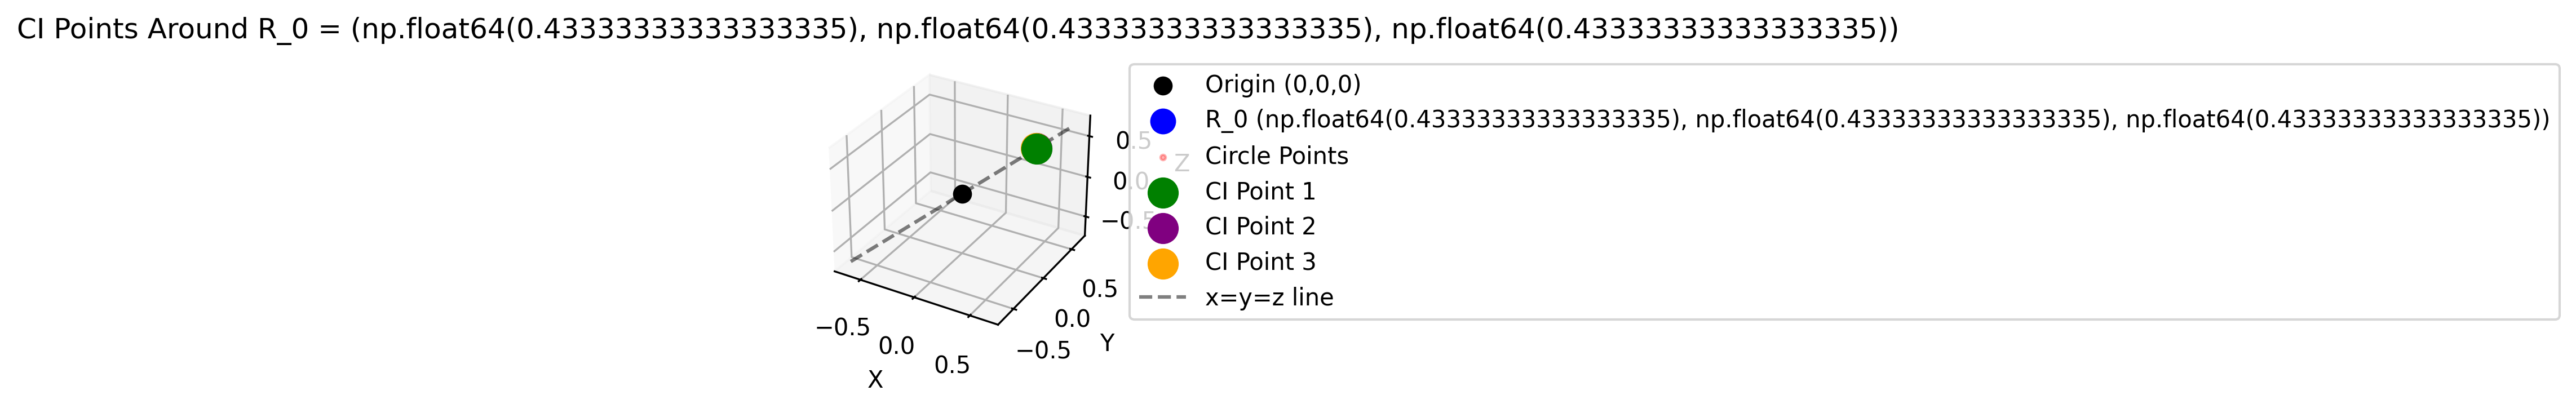 CI Points Around R_0 = (np.float64(0.43333333333333335), np.float64(0.43333333333333335), np.float64(0.43333333333333335))
Origin (0,0,0)
R_0 (np.float64(0.43333333333333335), np.float64(0.43333333333333335), np.float64(0.43333333333333335))
Circle Points
CI Point 1
CI Point 2
CI Point 3
x=y=z line
0.5
Z
0.0
−0.5
0.5
0.0
−0.5
Y
−0.5
0.0
0.5
X